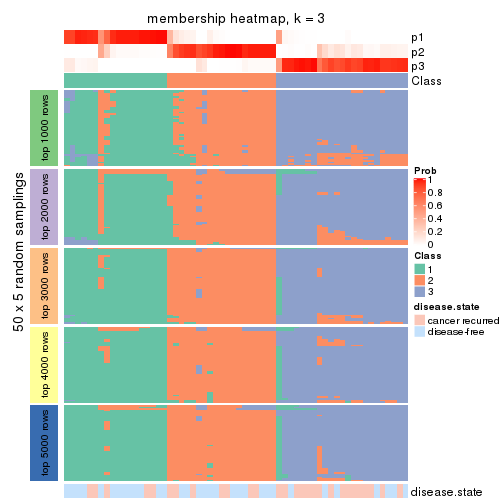 membership heatmap, k = 3
p1
p2
p3
Class
50 x 5 random samplings
top 1000 rows
top 2000 rows
top 3000 rows
top 4000 rows
top 5000 rows
Prob
1
0.8
0.6
0.4
0.2
0
Class
1
2
3
disease.state
cancer recurred
disease-free
disease.state